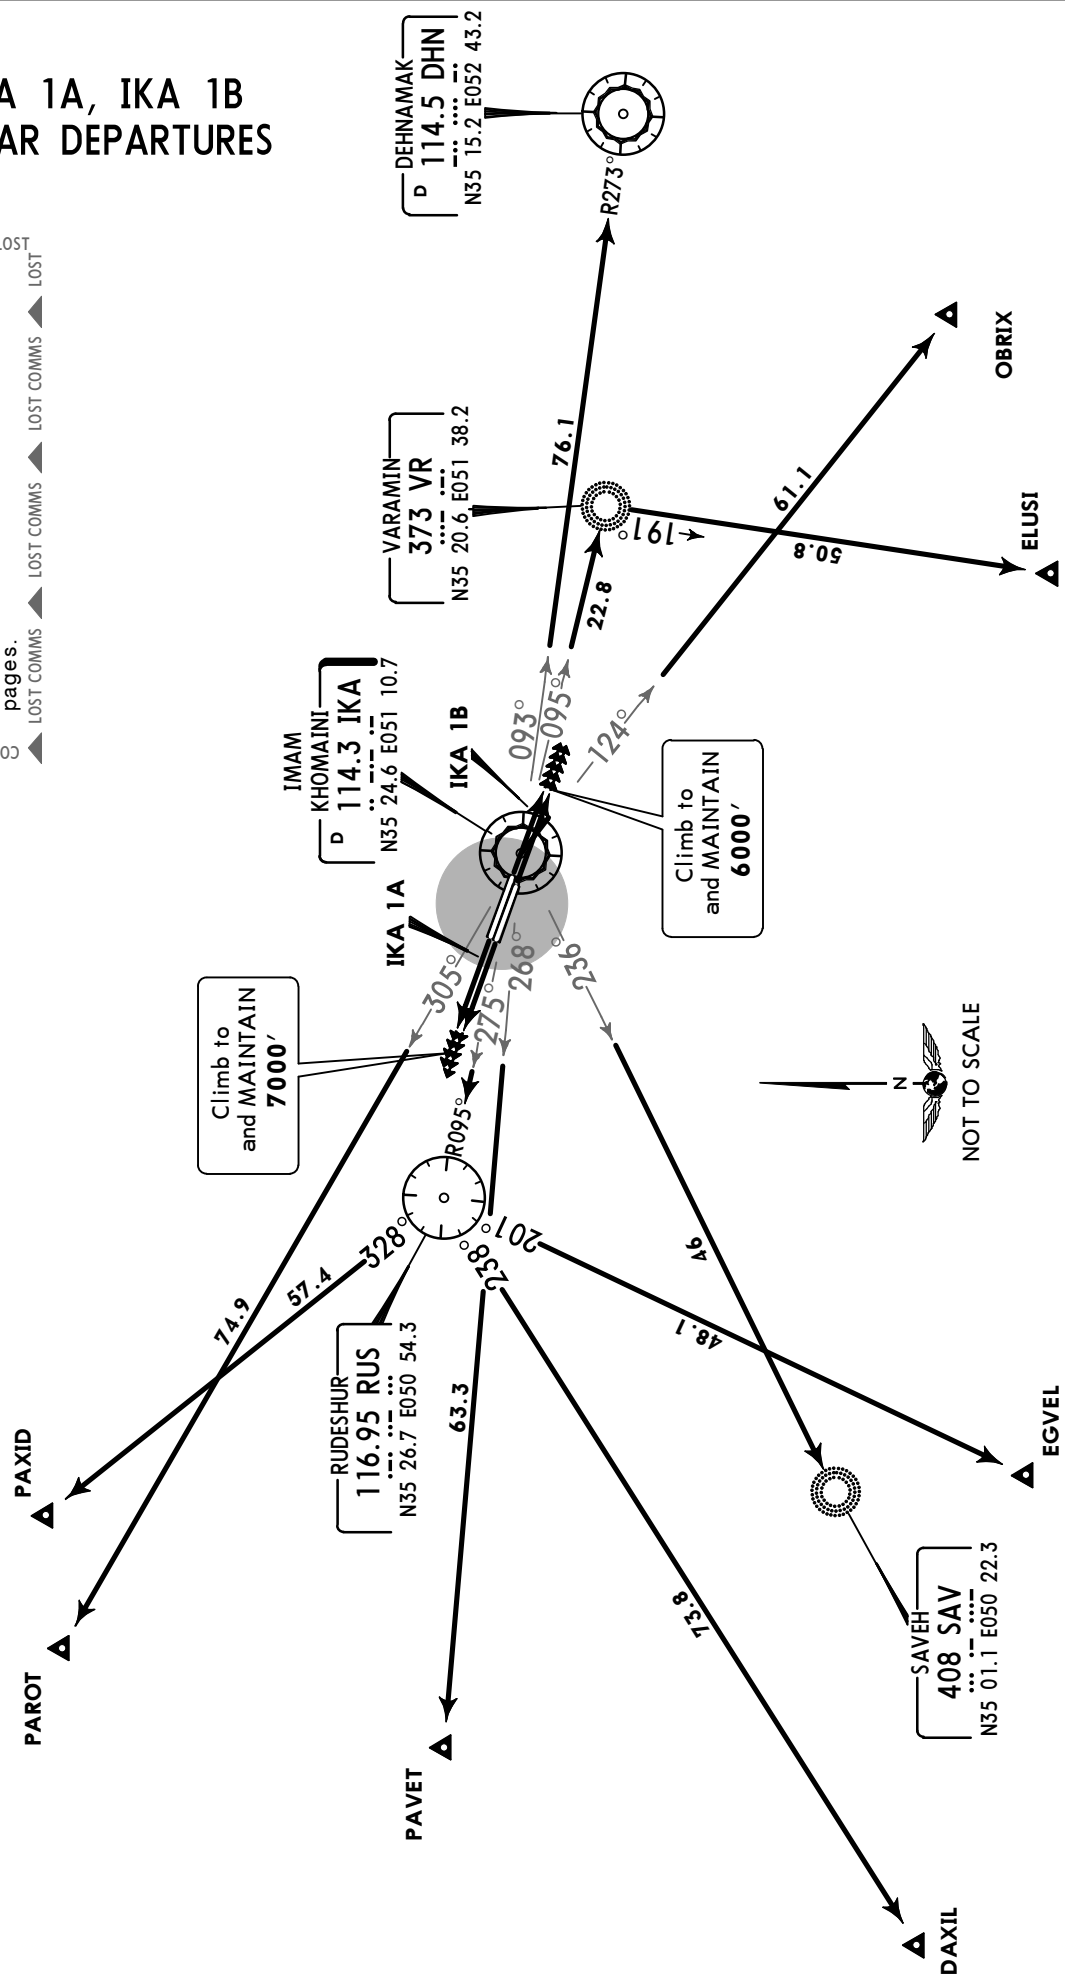 A 1A, IKA 1B
AR DEPARTURES
LOST
pages.
CO
LOST COMMS
LOST COMMS
LOST COMMS
LOST
DEHNAMAK
D 114.5 DHN
N35 15.2 E052 43.2
R273°
VARAMIN
373 VR
N35 20.6 E051 38.2
76.1
22.8
191°
50.8
61.1
OBRIX
ELUSI
IMAM
KHOMAINI
D 114.3 IKA
N35 24.6 E051 10.7
IKA 1B
093°
095°
124°
Climb to
and MAINTAIN
6000'
IKA 1A
305°
275°
268°
236°
Climb to
and MAINTAIN
7000'
R095°
328°
238°
201°
RUDESHUR
116.95 RUS
N35 26.7 E050 54.3
74.9
57.4
63.3
73.8
48.1
46
PAXID
PAROT
PAVET
DAXIL
EGVEL
SAVEH
408 SAV
N35 01.1 E050 22.3
N
NOT TO SCALE